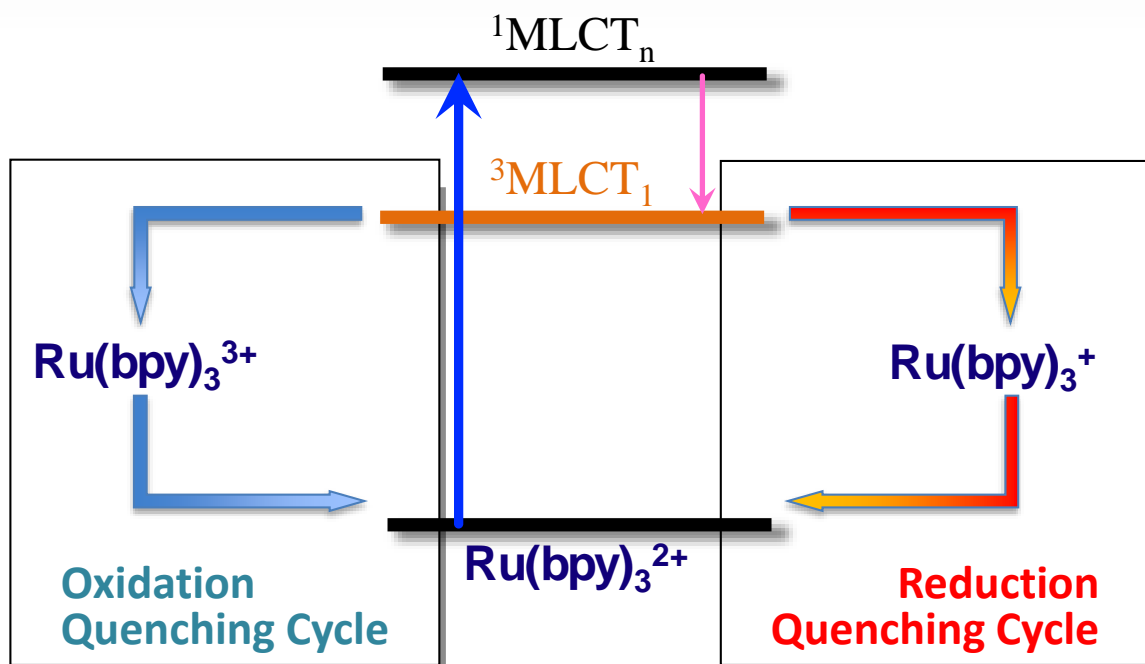 ¹MLCTₙ
³MLCT₁
Ru(bpy)₃³⁺
Ru(bpy)₃⁺
Ru(bpy)₃²⁺
Oxidation
Quenching Cycle
Reduction
Quenching Cycle